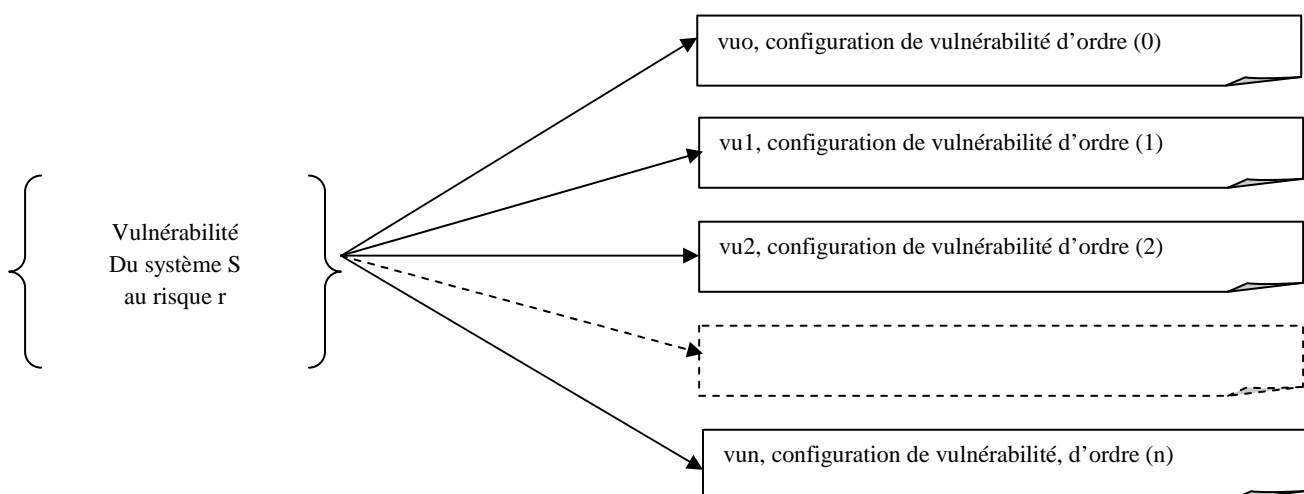 vuo, configuration de vulnérabilité d'ordre (0)
vu1, configuration de vulnérabilité d'ordre (1)
Vulnérabilité
Du système S
au risque r
vu2, configuration de vulnérabilité d'ordre (2)
vun, configuration de vulnérabilité, d'ordre (n)